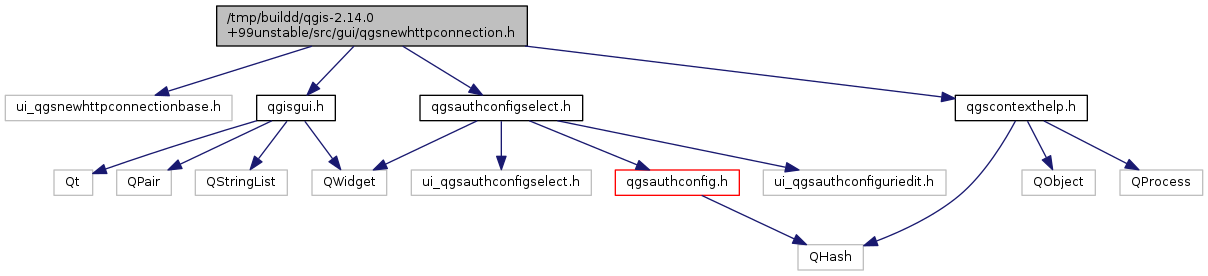 /tmp/buildd/qgis-2.14.0
+99unstable/src/gui/qgsnewhttpconnection.h
ui_qgsnewhttpconnectionbase.h
qgisgui.h
qgsauthconfigselect.h
qgscontexthelp.h
Qt
QPair
QStringList
QWidget
ui_qgsauthconfigselect.h
qgsauthconfig.h
ui_qgsauthconfiguriedit.h
QObject
QProcess
QHash